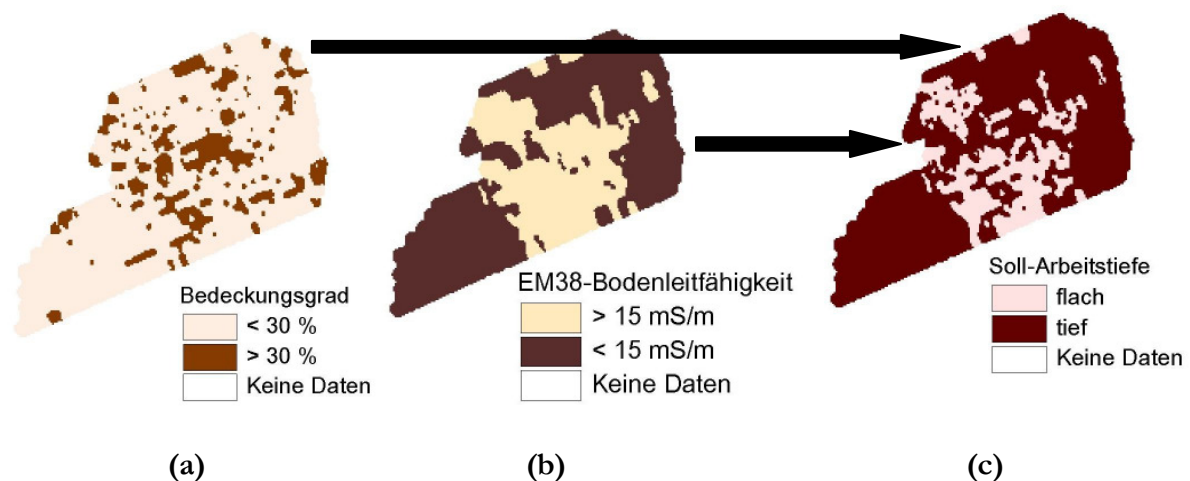 Bedeckungsgrad
< 30 %
> 30 %
Keine Daten
EM38-Bodenleitfähigkeit
> 15 mS/m
< 15 mS/m
Keine Daten
Soll-Arbeitstiefe
flach
tief
Keine Daten
(a)
(b)
(c)